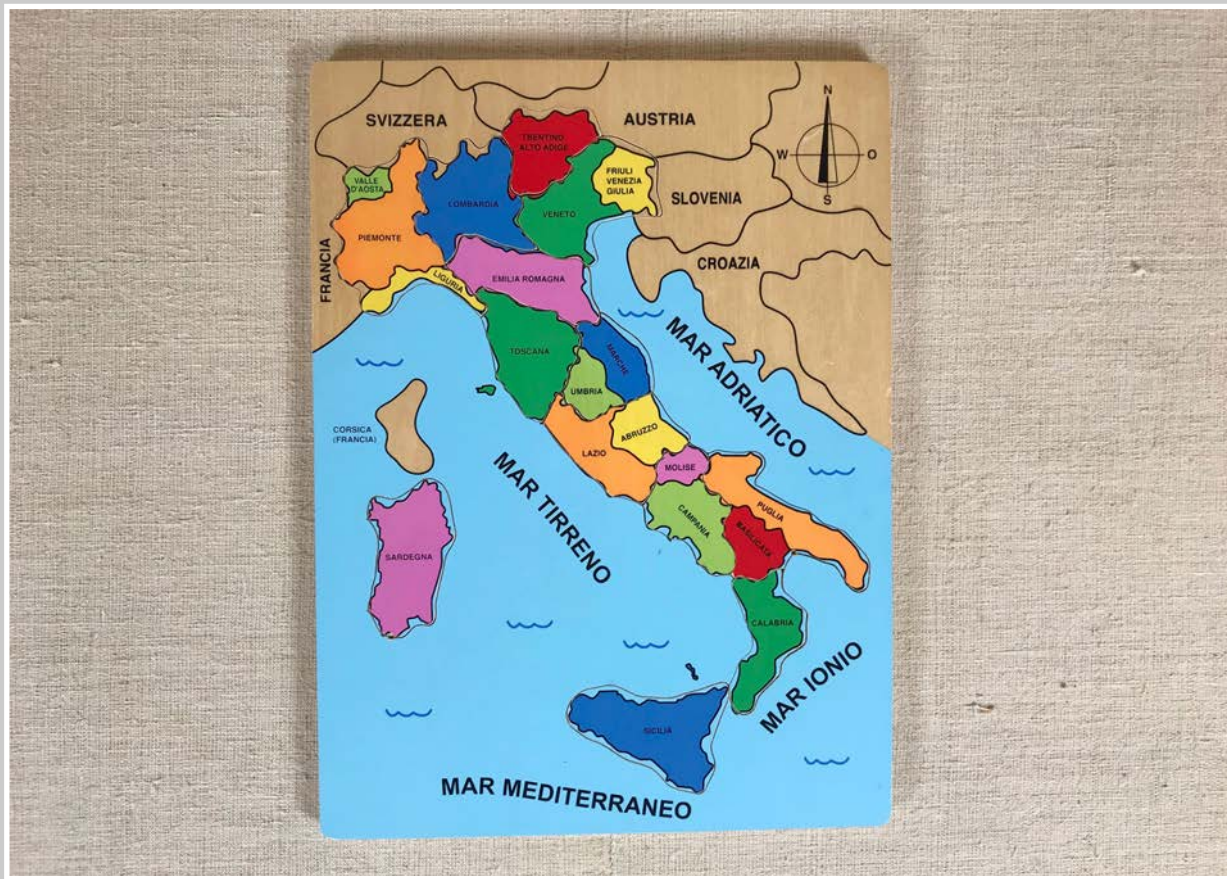 N
SVIZZERA
AUSTRIA
TRENTINO
ALTO ADIGE
W
O
FRIULI
VENEZIA
GIULIA
VALLE
D'AOSTA
S
SLOVENIA
LOMBARDIA
VENETO
PIEMONTE
FRANCIA
CROAZIA
LIGURIA
EMILIA ROMAGNA
MAR ADRIATICO
TOSCANA
MARCHE
UMBRIA
CORSICA
(FRANCIA)
ABRUZZO
LAZIO
MOLISE
MAR TIRRENO
PUGLIA
CAMPANIA
BASILICATA
SARDEGNA
CALABRIA
MAR IONIO
SICILIA
MAR MEDITERRANEO